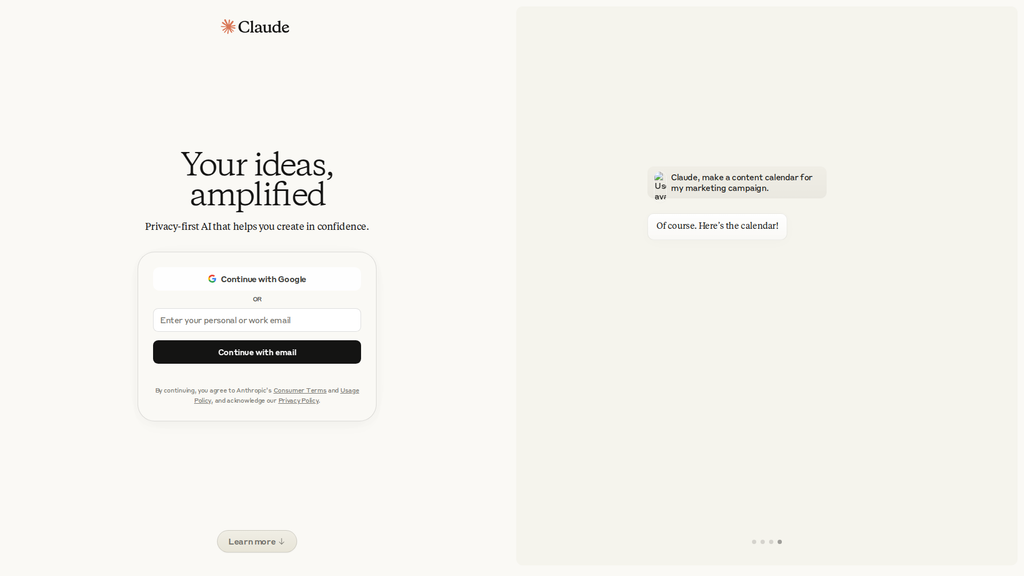 Claude
Your ideas,
amplified
Privacy-first AI that helps you create in confidence.
Continue with Google
OR
Enter your personal or work email
Continue with email
By continuing, you agree to Anthropic's Consumer Terms and Usage
Policy, and acknowledge our Privacy Policy.
Learn more ↓
Claude, make a content calendar for
my marketing campaign.
Of course. Here's the calendar!